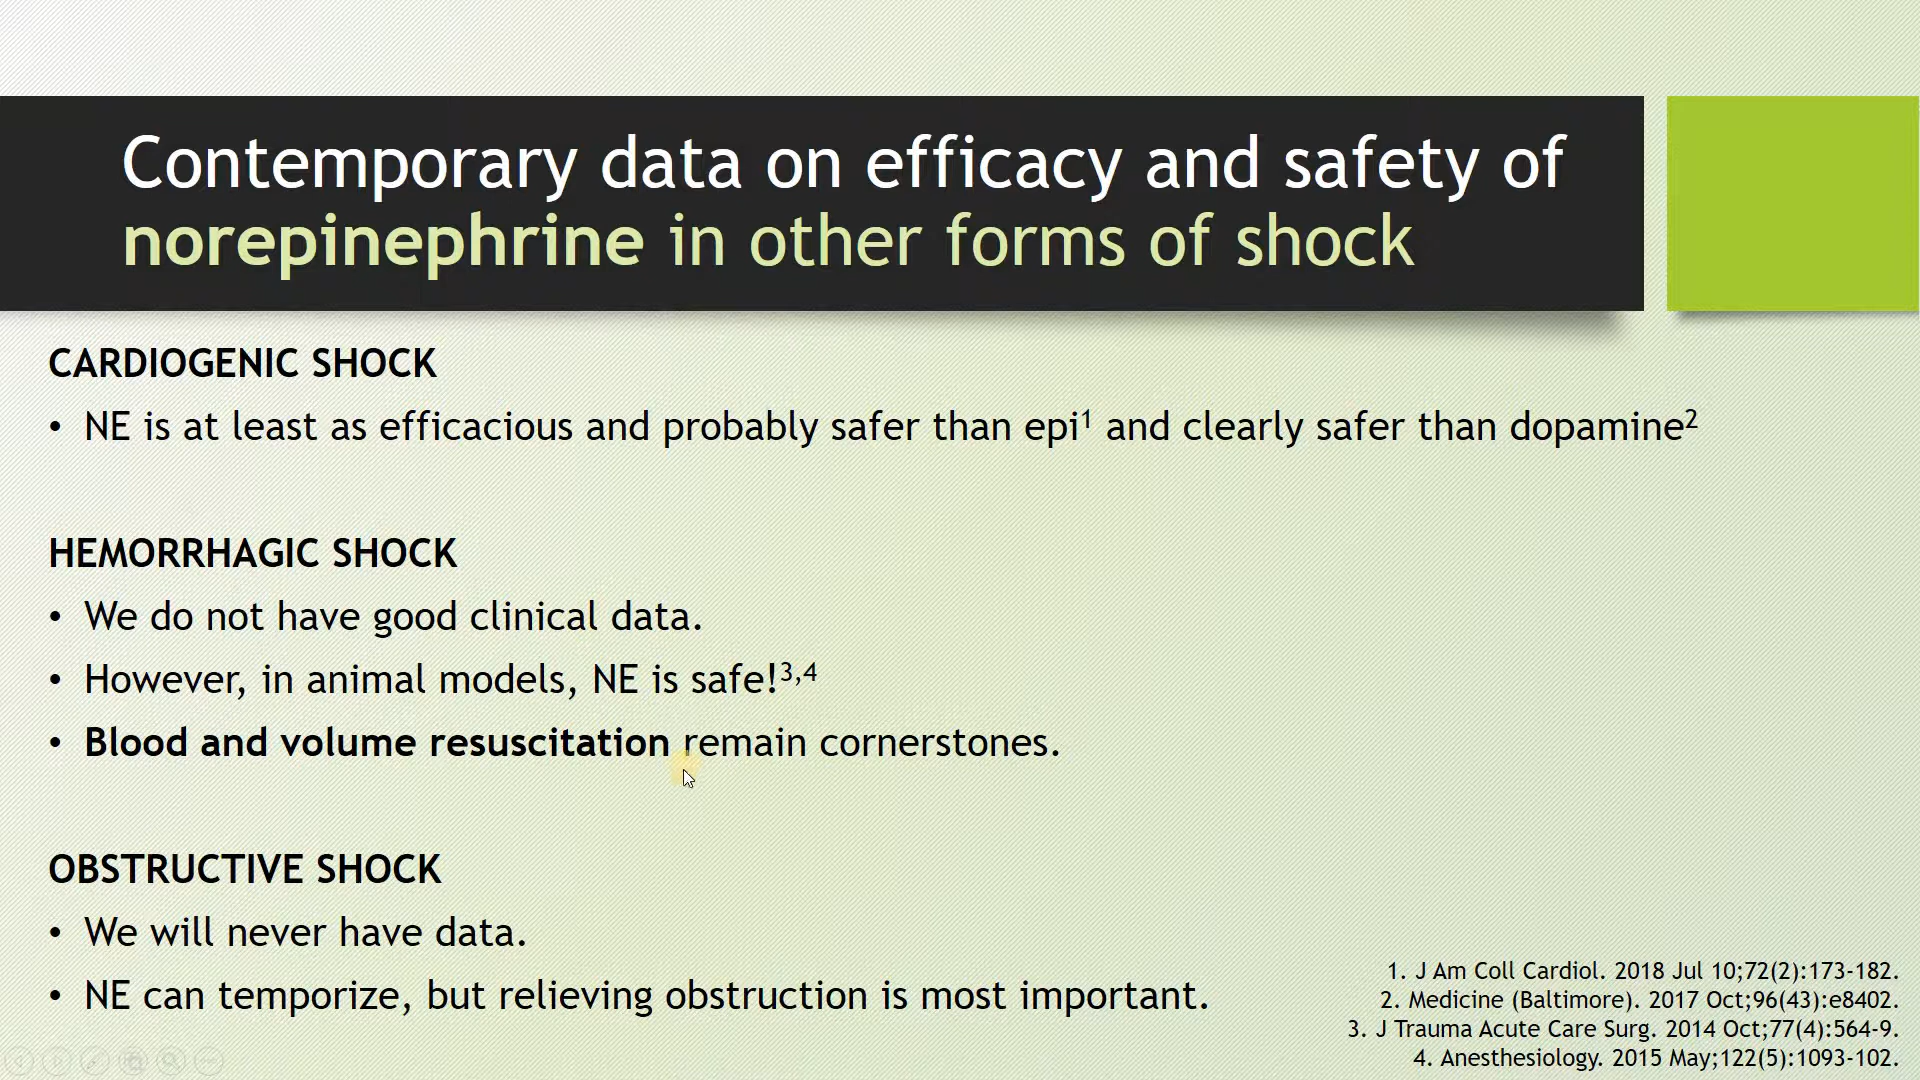 Contemporary data on efficacy and safety of
norepinephrine in other forms of shock
CARDIOGENIC SHOCK
• NE is at least as efficacious and probably safer than epi¹ and clearly safer than dopamine²
HEMORRHAGIC SHOCK
• We do not have good clinical data.
• However, in animal models, NE is safe!³,⁴
• Blood and volume resuscitation remain cornerstones.
OBSTRUCTIVE SHOCK
• We will never have data.
• NE can temporize, but relieving obstruction is most important.
1. J Am Coll Cardiol. 2018 Jul 10;72(2):173-182.
2. Medicine (Baltimore). 2017 Oct;96(43):e8402.
3. J Trauma Acute Care Surg. 2014 Oct;77(4):564-9.
4. Anesthesiology. 2015 May;122(5):1093-102.